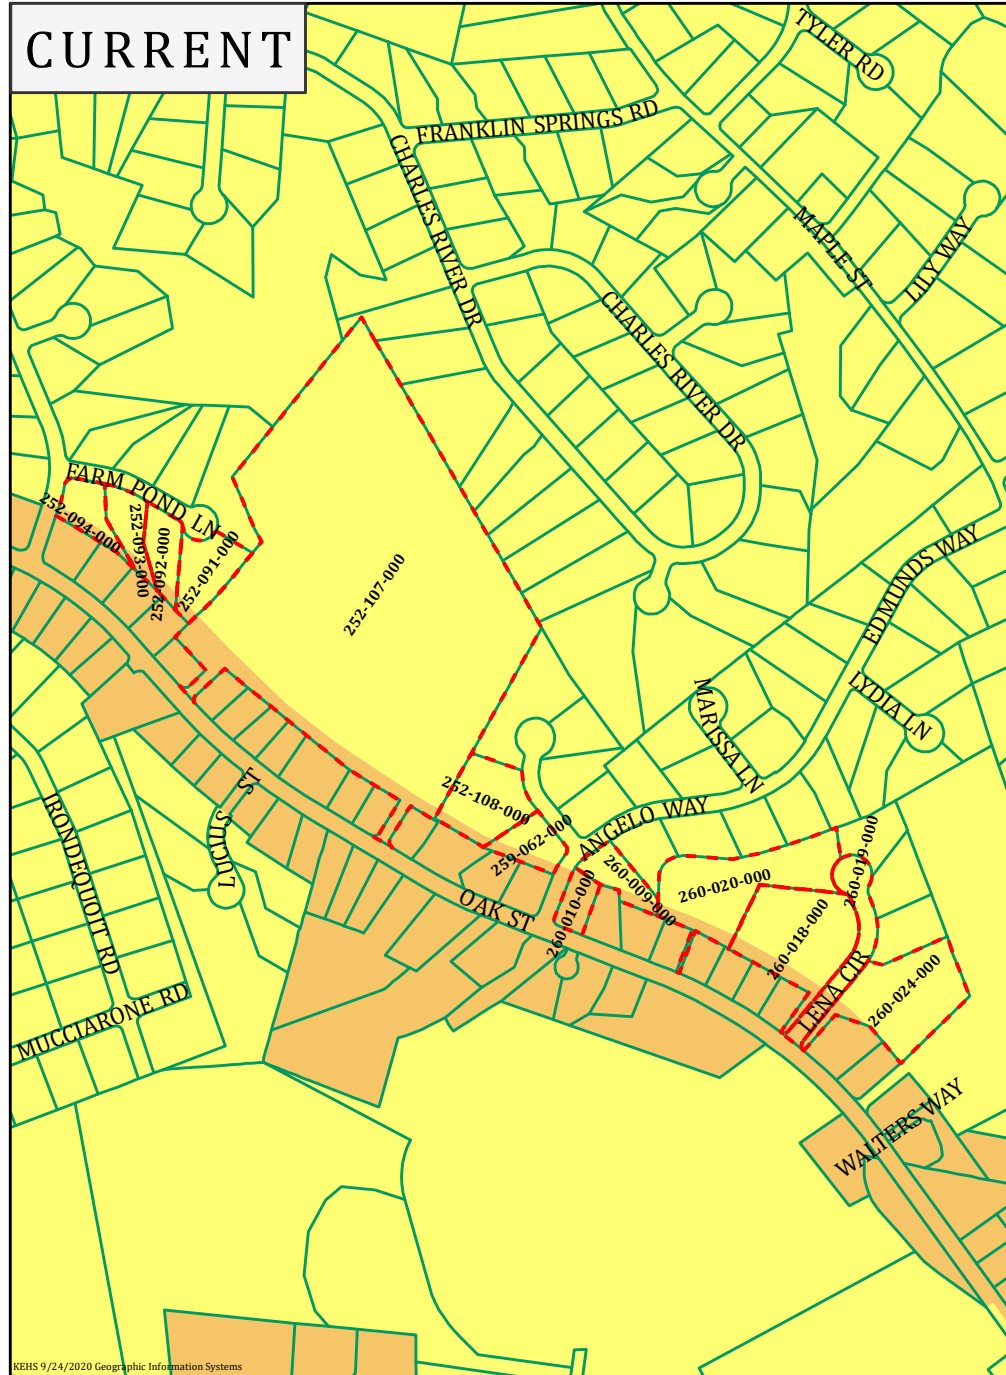 CURRENT
TYLER RD
FRANKLIN SPRINGS RD
CHARLES RIVER DR
MAPLE ST
LILY WAY
CHARLES RIVER DR
FARM POND LN
252-094-000
252-093-000
252-092-000
252-091-000
252-107-000
EDMUNDS WAY
LYDIA LN
MARISSA LN
252-108-000
259-062-000
ANGELO WAY
260-009-000
260-010-000
260-020-000
260-019-000
260-018-000
260-024-000
LENA CIR
OAK ST
LUCIUS ST
IRONDEQUOIT RD
MUCCIARONE RD
WALTERS WAY
KEHS 9/24/2020 Geographic Information Systems